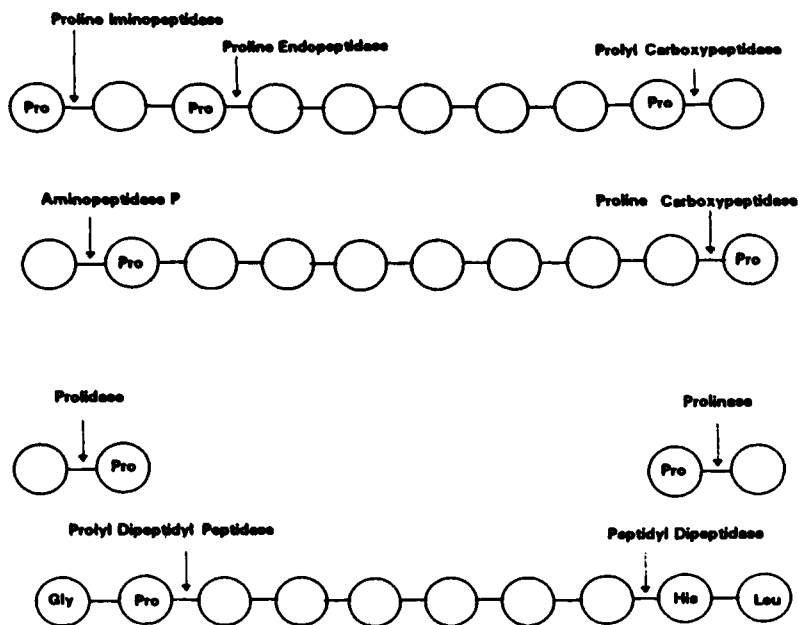 Proline Iminopeptidase
Proline Endopeptidase
Prolyl Carboxypeptidase
Pro Pro Pro
Aminopeptidase P
Proline Carboxypeptidase
Pro Pro
Prolidase
Prolinase
Pro Pro
Prolyl Dipeptidyl Peptidase
Peptidyl Dipeptidase
Gly Pro His Leu